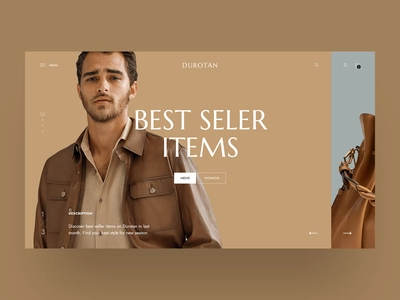 MENU
DUROTAN
BEST SELER
ITEMS
MENS
WOMENS
DESCRIPTION
Discover best seller items on Durotan in last
month. Find you best style for new season